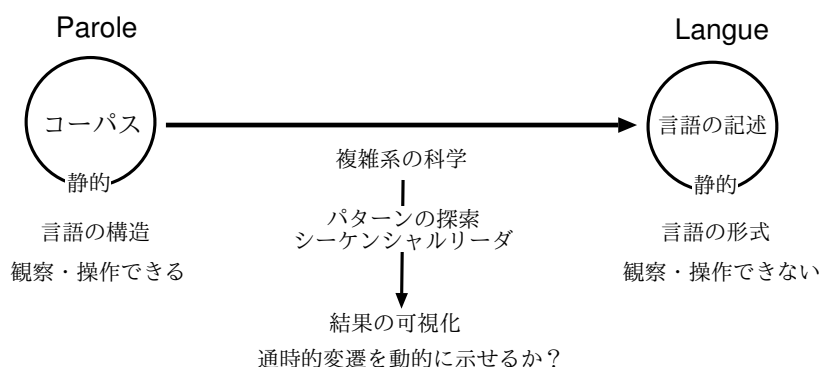 Parole
Langue
コーパス
言語の記述
静的
静的
複雑系の科学
言語の構造
観察・操作できる
パターンの探索
シーケンシャルリーダ
言語の形式
観察・操作できない
結果の可視化
通時的変遷を動的に示せるか？